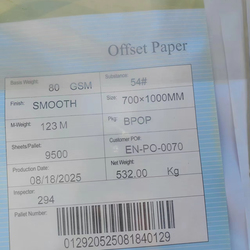 Offset Paper
Basis Weight: 80 GSM
Substance: 54#
Finish: SMOOTH
Size: 700×1000MM
M-Weight: 123 M
Pkg: BPOP
Sheets/Pallet: 9500
Customer PO#: EN-PO-0070
Production Date: 08/18/2025
Net Weight: 532.00 Kg
Inspector: 294
Pallet Number:
012920525081840129